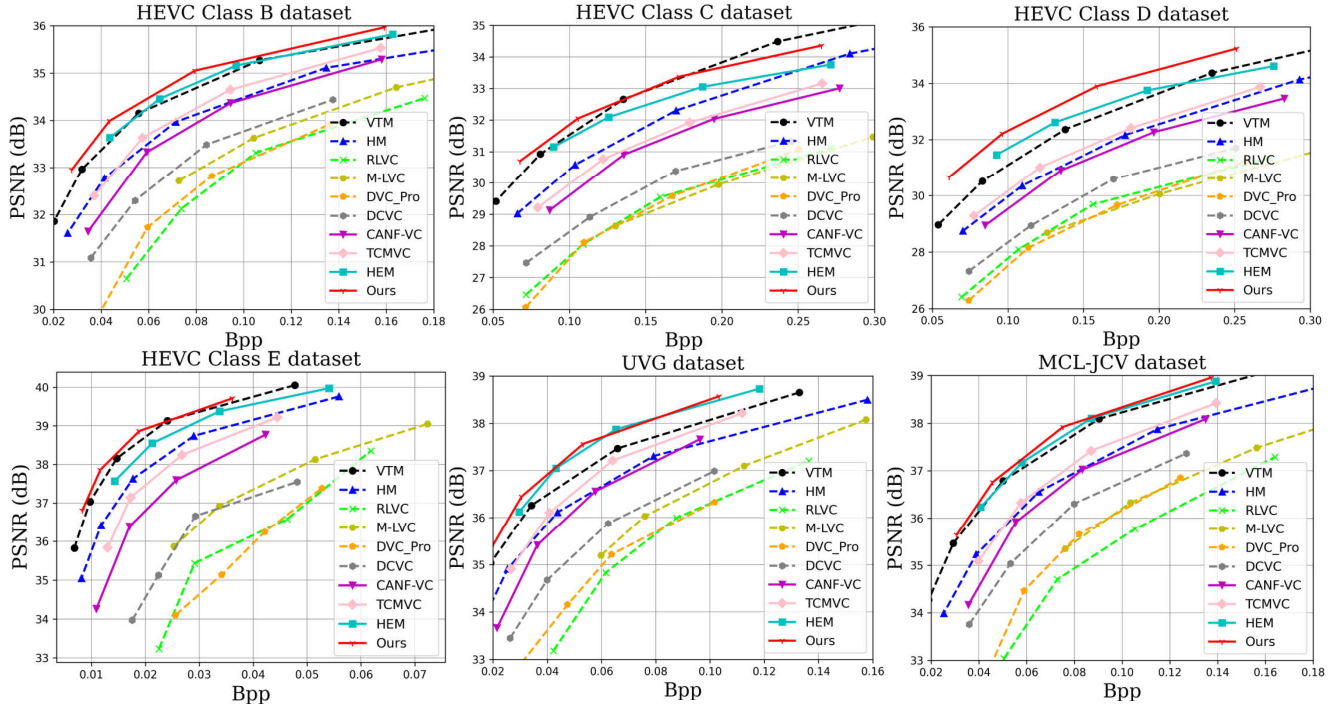 HEVC Class B dataset
PSNR (dB)
36
35
34
33
32
31
30
0.02 0.04 0.06 0.08 0.10 0.12 0.14 0.16 0.18
Bpp
VTM
HM
RLVC
M-LVC
DVC_Pro
DCVC
CANF-VC
TCMVC
HEM
Ours
HEVC Class C dataset
PSNR (dB)
35
34
33
32
31
30
29
28
27
26
0.05 0.10 0.15 0.20 0.25 0.30
Bpp
VTM
HM
RLVC
M-LVC
DVC_Pro
DCVC
CANF-VC
TCMVC
HEM
Ours
HEVC Class D dataset
PSNR (dB)
36
34
32
30
28
26
0.05 0.10 0.15 0.20 0.25 0.30
Bpp
VTM
HM
RLVC
M-LVC
DVC_Pro
DCVC
CANF-VC
TCMVC
HEM
Ours
HEVC Class E dataset
PSNR (dB)
40
39
38
37
36
35
34
33
0.01 0.02 0.03 0.04 0.05 0.06 0.07
Bpp
VTM
HM
RLVC
M-LVC
DVC_Pro
DCVC
CANF-VC
TCMVC
HEM
Ours
UVG dataset
PSNR (dB)
39
38
37
36
35
34
33
0.02 0.04 0.06 0.08 0.10 0.12 0.14 0.16
Bpp
VTM
HM
RLVC
M-LVC
DVC_Pro
DCVC
CANF-VC
TCMVC
HEM
Ours
MCL-JCV dataset
PSNR (dB)
39
38
37
36
35
34
33
0.02 0.04 0.06 0.08 0.10 0.12 0.14 0.16 0.18
Bpp
VTM
HM
RLVC
M-LVC
DVC_Pro
DCVC
CANF-VC
TCMVC
HEM
Ours